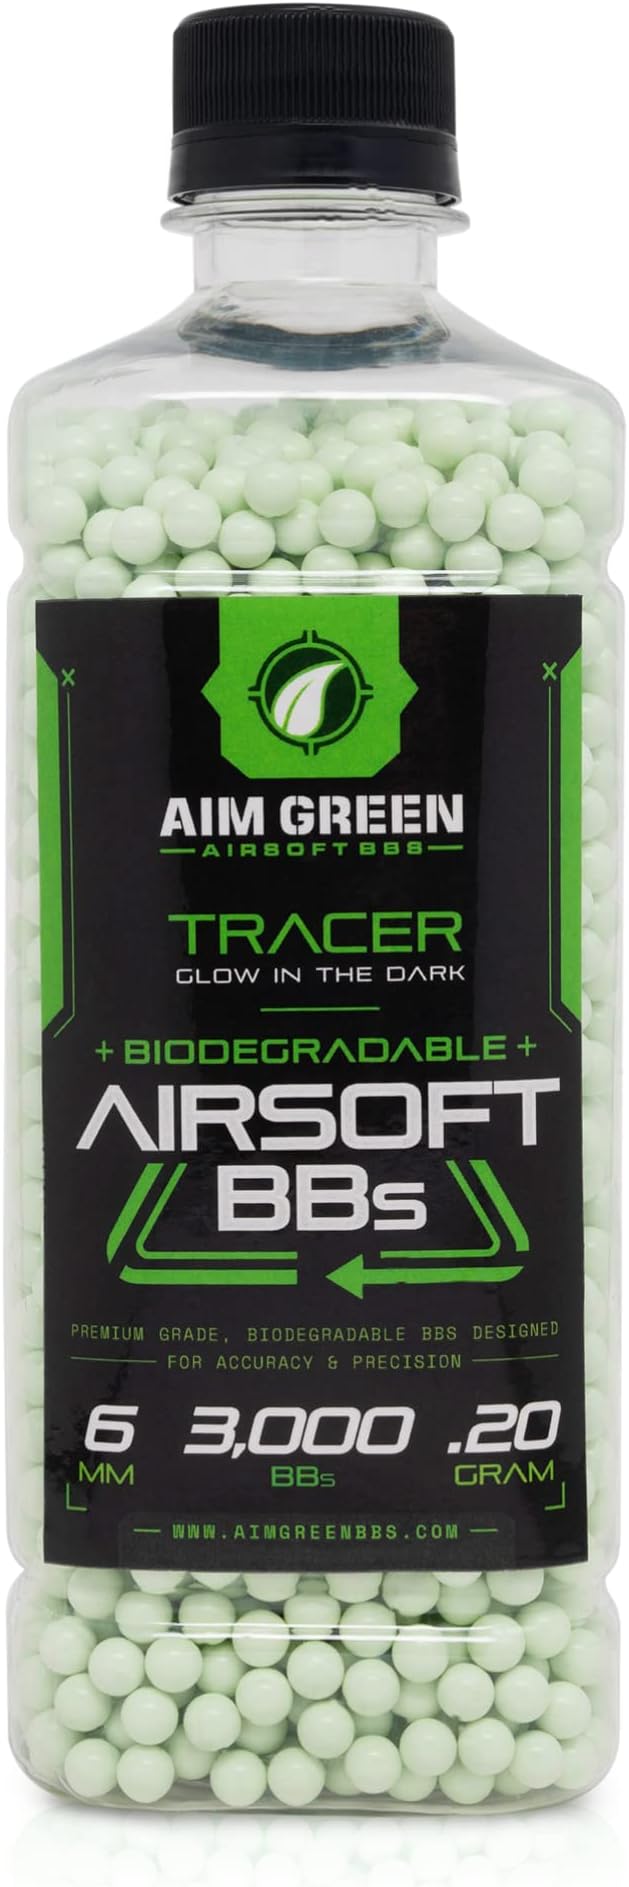 AIM GREEN
AIRSOFT BBS
TRACER
GLOW IN THE DARK
+ BIODEGRADABLE +
AIRSOFT
BBs
PREMIUM GRADE, BIODEGRADABLE BBS DESIGNED
FOR ACCURACY & PRECISION
6 3,000 .20
MM BBs GRAM
WWW.AIMGREENBBS.COM